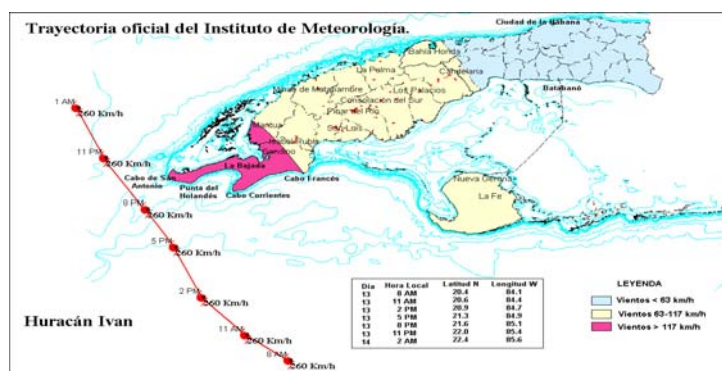 Trayectoria oficial del Instituto de Meteorología.
Ciudad de la Habana
Bahia Honda
La Palma
Candelaria
Minas de Matahambre
Los Palacios
Consolación del Sur
Batabanó
Pinar del Río
San Luis
Mantua
Sandino
La Bajada
Cabo de San Antonio
Punta del Holandés
Cabo Corrientes
Cabo Francés
Nueva Gerona
La Fe
1 AM
260 Km/h
11 PM
260 Km/h
8 PM
260 Km/h
5 PM
260 Km/h
2 PM
260 Km/h
11 AM
260 Km/h
8 AM
260 Km/h
Huracán Ivan
Día Hora Local Latitud N Longitud W
13 8 AM 20.4 84.1
13 11 AM 20.6 84.4
13 2 PM 20.9 84.7
13 5 PM 21.3 84.9
13 8 PM 21.6 85.1
13 11 PM 22.0 85.4
14 2 AM 22.4 85.6
LEYENDA
Vientos < 63 km/h
Vientos 63-117 km/h
Vientos > 117 km/h